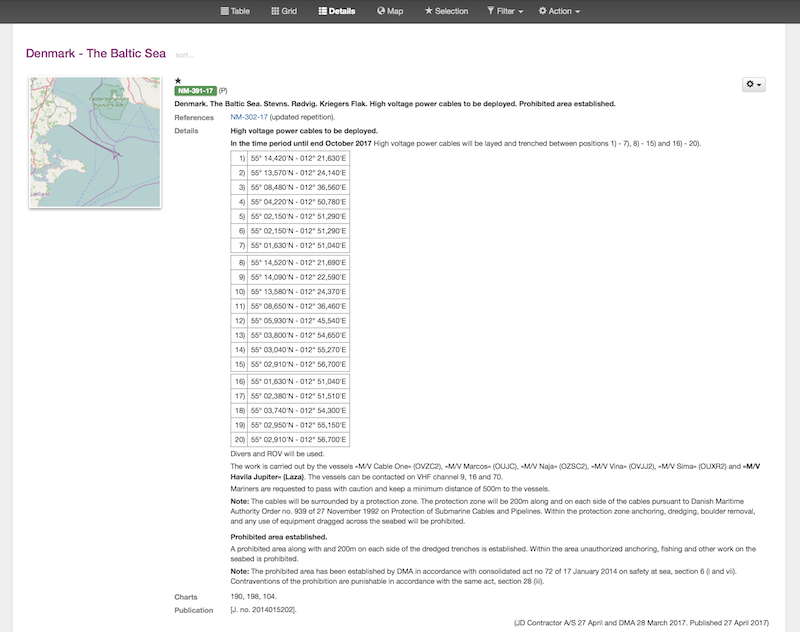 Table Grid Details Map Selection Filter Action
Denmark - The Baltic Sea sort...
NM-391-17 (P)
Denmark. The Baltic Sea. Stevns. Rødvig. Kriegers Flak. High voltage power cables to be deployed. Prohibited area established.
References NM-302-17 (updated repetition).
Details High voltage power cables to be deployed.
In the time period until end October 2017 High voltage power cables will be layed and trenched between positions 1) - 7), 8) - 15) and 16) - 20).
1) 55° 14,420'N - 012° 21,630'E
2) 55° 13,570'N - 012° 24,140'E
3) 55° 08,480'N - 012° 36,560'E
4) 55° 04,220'N - 012° 50,780'E
5) 55° 02,150'N - 012° 51,290'E
6) 55° 02,150'N - 012° 51,290'E
7) 55° 01,630'N - 012° 51,040'E
8) 55° 14,520'N - 012° 21,690'E
9) 55° 14,090'N - 012° 22,590'E
10) 55° 13,580'N - 012° 24,370'E
11) 55° 08,650'N - 012° 36,460'E
12) 55° 05,930'N - 012° 45,540'E
13) 55° 03,800'N - 012° 54,650'E
14) 55° 03,040'N - 012° 55,270'E
15) 55° 02,910'N - 012° 56,700'E
16) 55° 01,630'N - 012° 51,040'E
17) 55° 02,380'N - 012° 51,510'E
18) 55° 03,740'N - 012° 54,300'E
19) 55° 02,950'N - 012° 55,150'E
20) 55° 02,910'N - 012° 56,700'E
Divers and ROV will be used.
The work is carried out by the vessels »M/V Cable One« (OVZC2), »M/V Marcos« (OUJC), »M/V Naja« (OZSC2), »M/V Vina« (OVJJ2), »M/V Sima« (OUXR2) and »M/V
Havila Jupiter« (Laza). The vessels can be contacted on VHF channel 9, 16 and 70.
Mariners are requested to pass with caution and keep a minimum distance of 500m to the vessels.
Note: The cables will be surrounded by a protection zone. The protection zone will be 200m along and on each side of the cables pursuant to Danish Maritime
Authority Order no. 939 of 27 November 1992 on Protection of Submarine Cables and Pipelines. Within the protection zone anchoring, dredging, boulder removal,
and any use of equipment dragged across the seabed will be prohibited.
Prohibited area established.
A prohibited area along with and 200m on each side of the dredged trenches is established. Within the area unauthorized anchoring, fishing and other work on the
seabed is prohibited.
Note: The prohibited area has been established by DMA in accordance with consolidated act no 72 of 17 January 2014 on safety at sea, section 6 (i and vii).
Contraventions of the prohibition are punishable in accordance with the same act, section 28 (iii).
Charts 190, 198, 104.
Publication [J. no. 2014015202].
(JD Contractor A/S 27 April and DMA 28 March 2017. Published 27 April 2017)